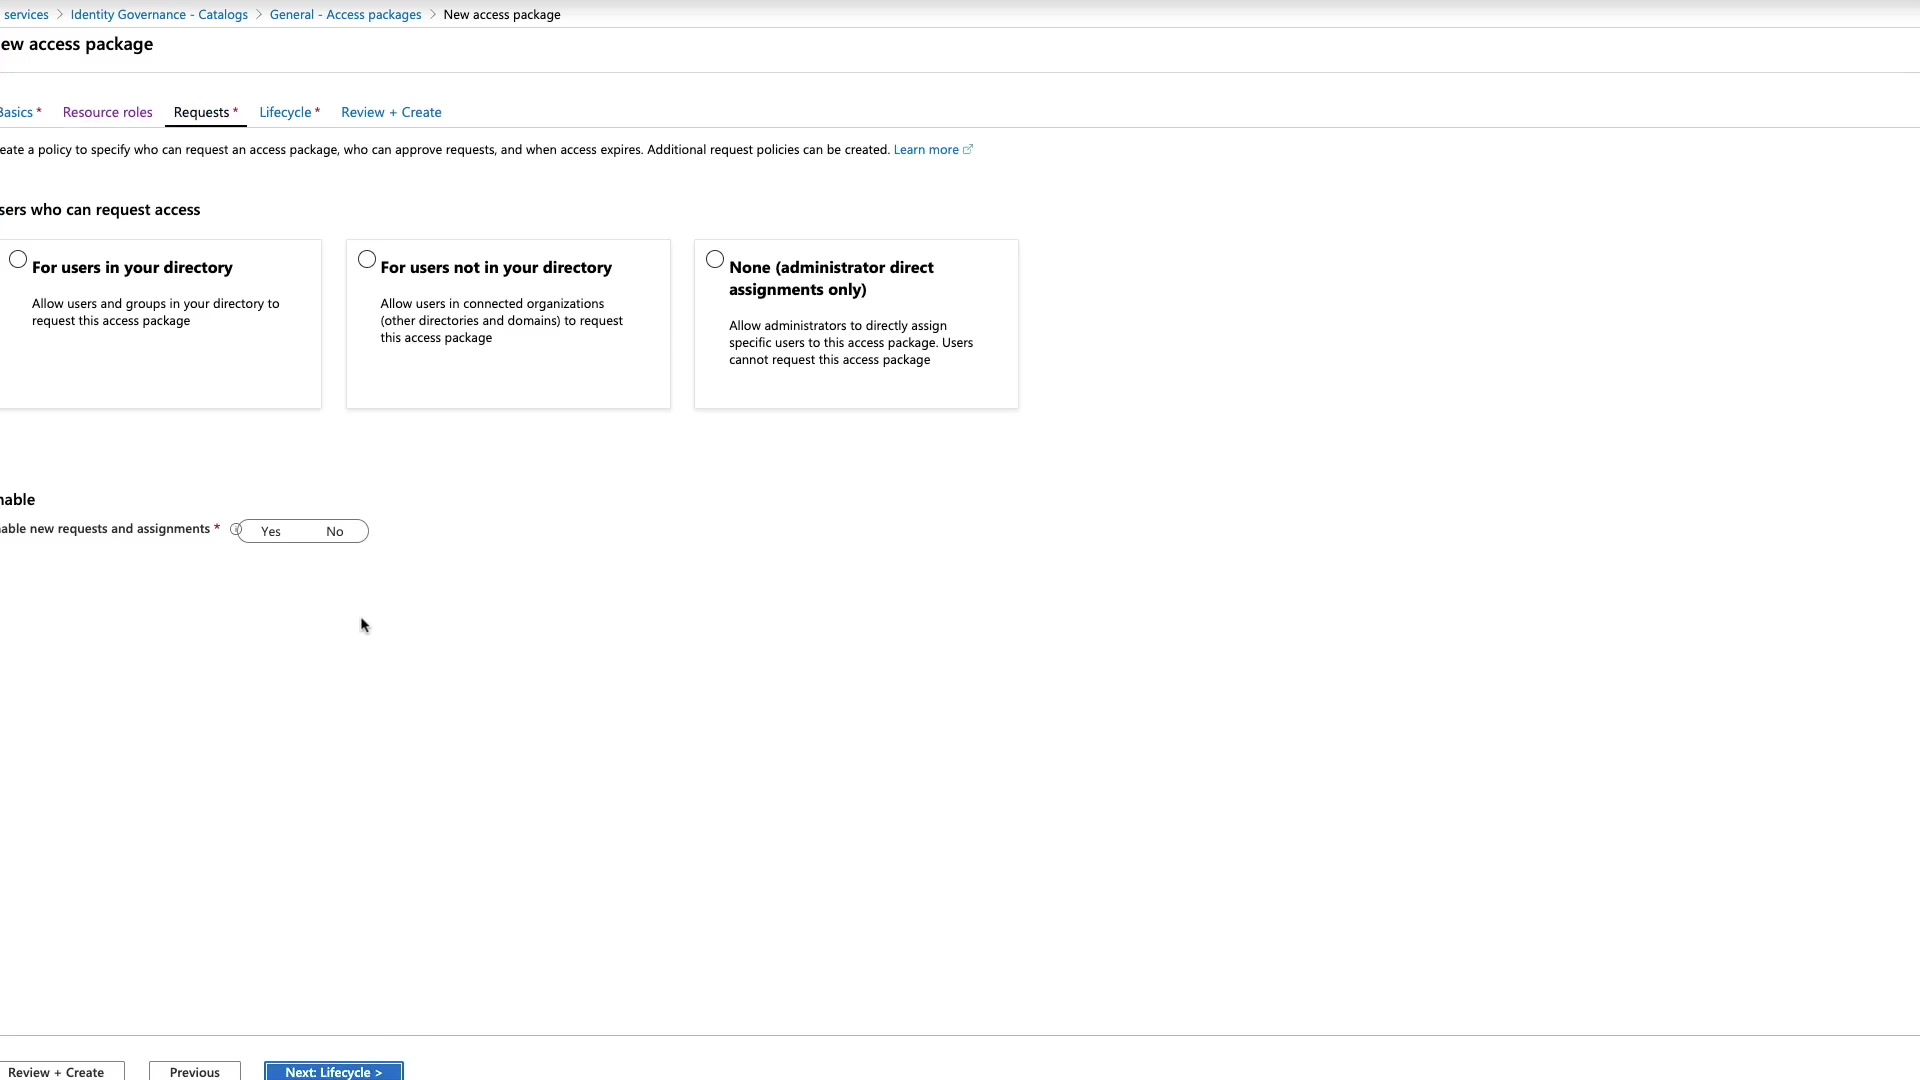 services > Identity Governance - Catalogs > General - Access packages > New access package
ew access package
Basics * Resource roles Requests * Lifecycle * Review + Create
eate a policy to specify who can request an access package, who can approve requests, and when access expires. Additional request policies can be created. Learn more
sers who can request access
For users in your directory
Allow users and groups in your directory to
request this access package
For users not in your directory
Allow users in connected organizations
(other directories and domains) to request
this access package
None (administrator direct
assignments only)
Allow administrators to directly assign
specific users to this access package. Users
cannot request this access package
nable
able new requests and assignments * Yes No
Review + Create Previous Next: Lifecycle >